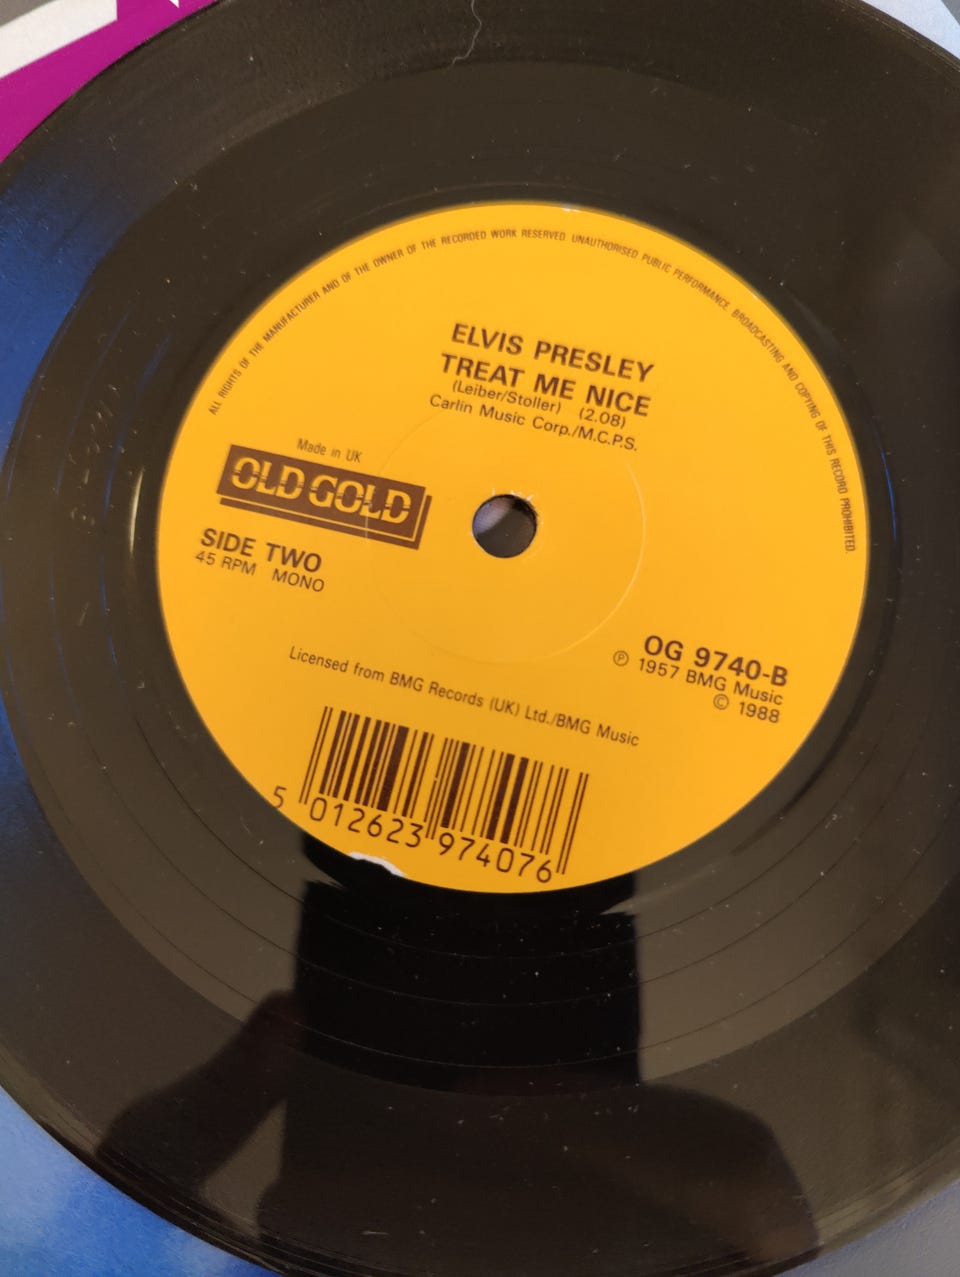 ALL RIGHTS OF THE MANUFACTURER AND OF THE OWNER OF THE RECORDED WORK RESERVED. UNAUTHORISED PUBLIC PERFORMANCE, BROADCASTING AND COPYING OF THIS RECORD PROHIBITED.
ELVIS PRESLEY
TREAT ME NICE
(Leiber/Stoller) (2.08)
Carlin Music Corp./M.C.P.S.
Made in UK
OLD GOLD
SIDE TWO
45 RPM MONO
OG 9740-B
℗ 1957 BMG Music
© 1988
Licensed from BMG Records (UK) Ltd./BMG Music
5 012623 974076